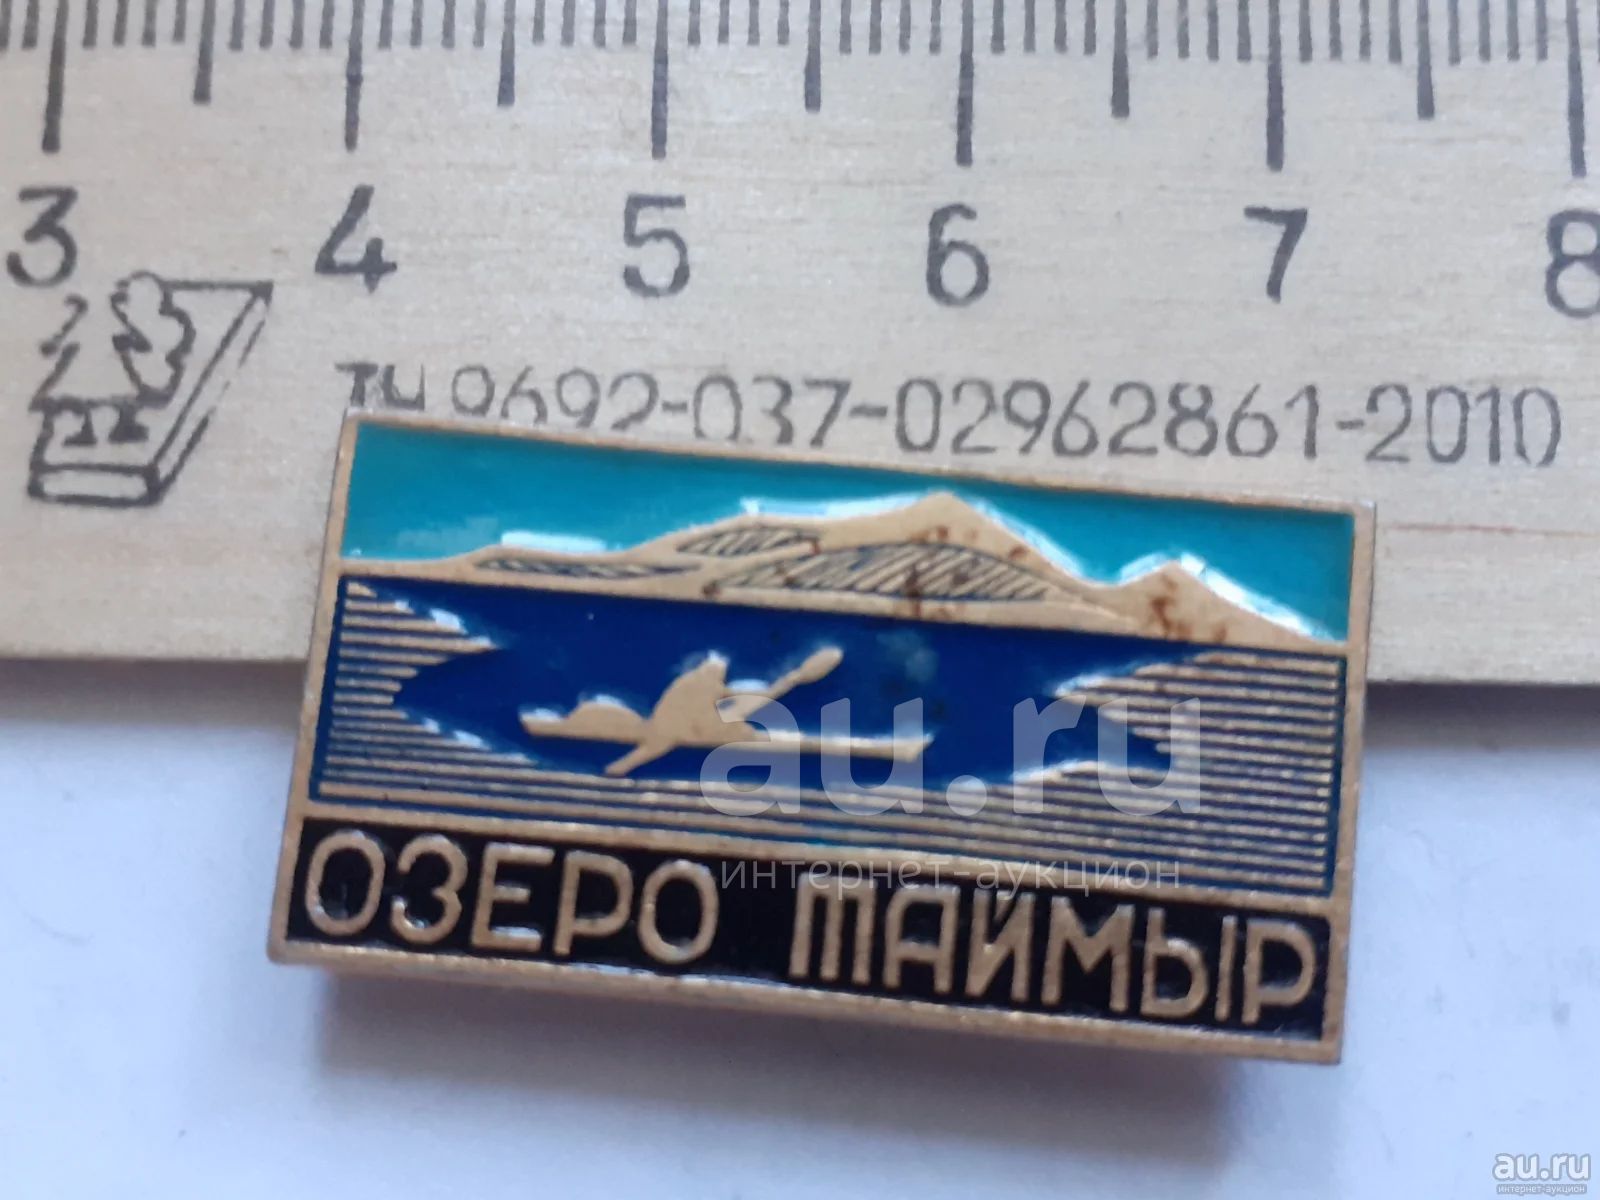 3 4 5 6 7 8
ТУ 9692-037-02962861-2010
au.ru
интернет-аукцион
ОЗЕРО ТАЙМЫР
au.ru
интернет-аукцион